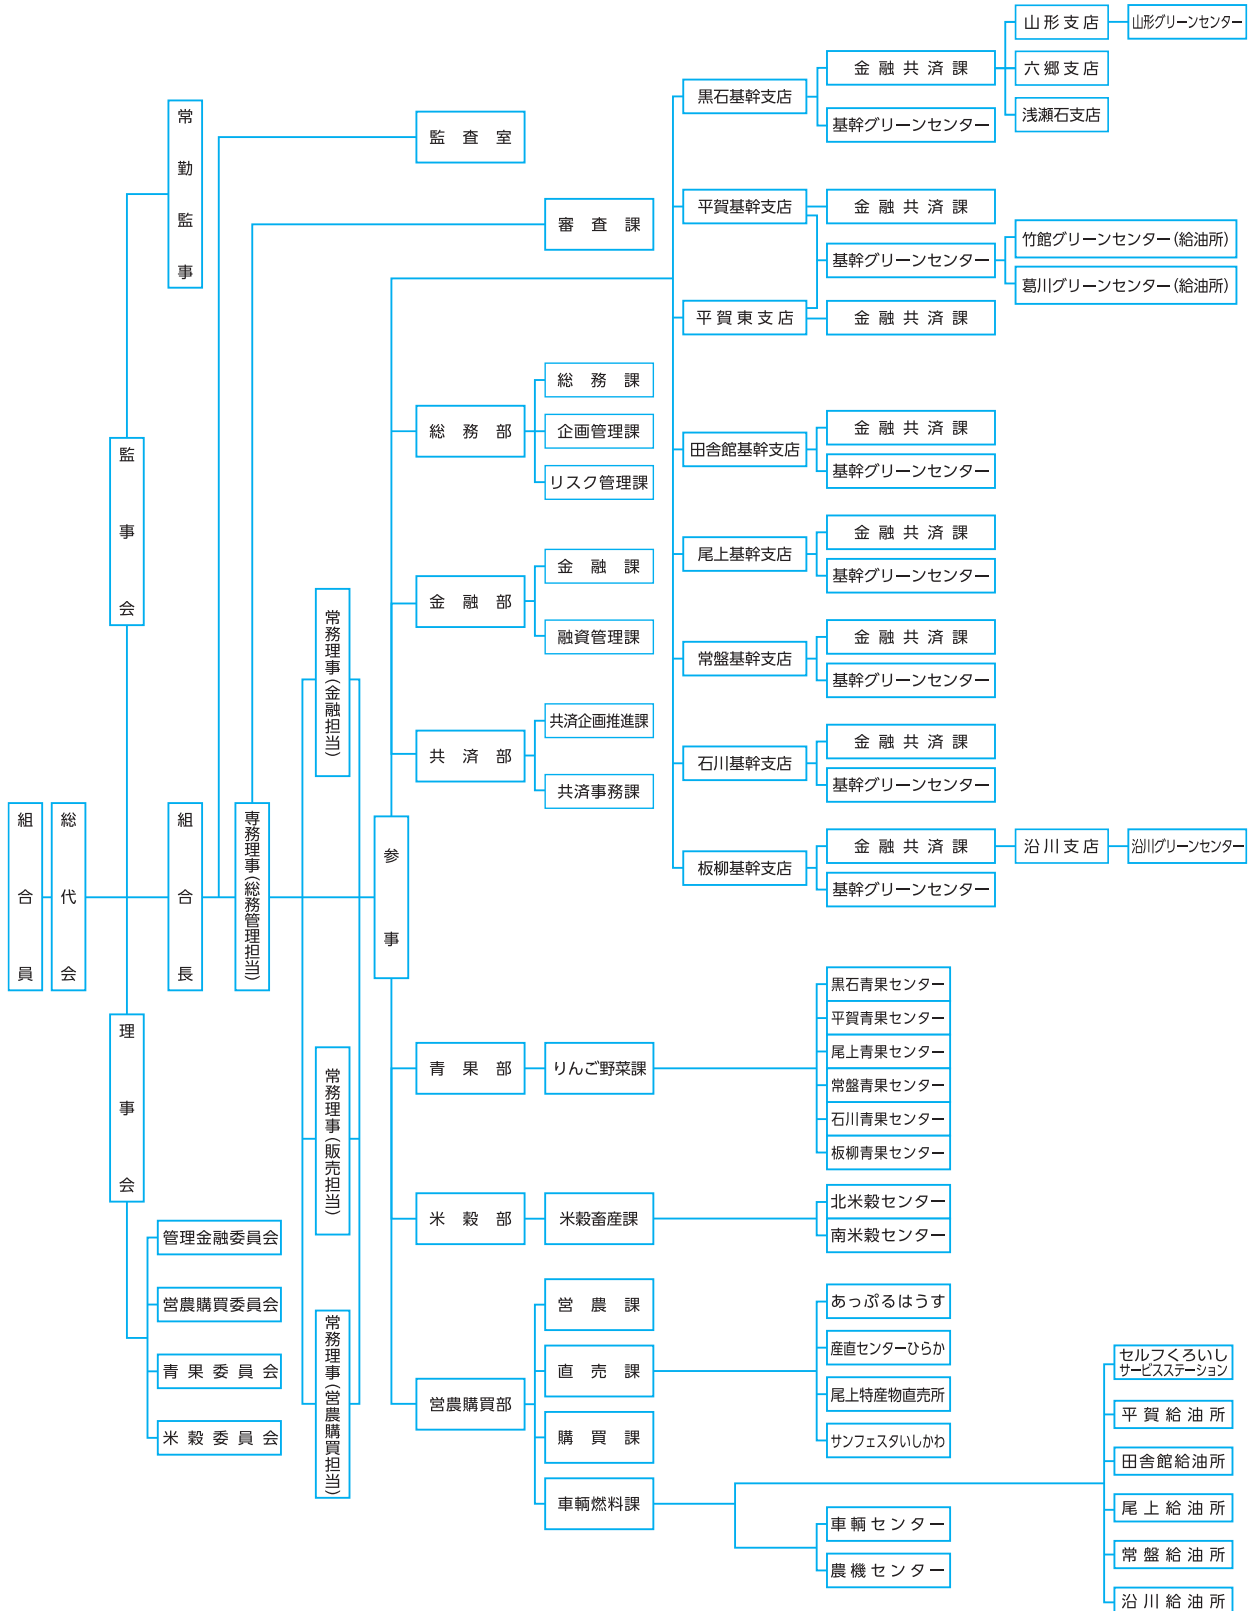 組合員
総代会
監事会
常勤監事
理事会
管理金融委員会
営農購買委員会
青果委員会
米穀委員会
組合長
監査室
専務理事(総務管理担当)
審査課
常務理事(金融担当)
常務理事(販売担当)
常務理事(営農購買担当)
参事
黒石基幹支店
金融共済課
山形支店
山形グリーンセンター
六郷支店
浅瀬石支店
基幹グリーンセンター
平賀基幹支店
金融共済課
基幹グリーンセンター
竹館グリーンセンター(給油所)
葛川グリーンセンター(給油所)
平賀東支店
金融共済課
田舎館基幹支店
金融共済課
基幹グリーンセンター
尾上基幹支店
金融共済課
基幹グリーンセンター
常盤基幹支店
金融共済課
基幹グリーンセンター
石川基幹支店
金融共済課
基幹グリーンセンター
板柳基幹支店
金融共済課
沿川支店
沿川グリーンセンター
基幹グリーンセンター
総務部
総務課
企画管理課
リスク管理課
金融部
金融課
融資管理課
共済部
共済企画推進課
共済事務課
青果部
りんご野菜課
黒石青果センター
平賀青果センター
尾上青果センター
常盤青果センター
石川青果センター
板柳青果センター
米穀部
米穀畜産課
北米穀センター
南米穀センター
営農購買部
営農課
直売課
あっぷるはうす
産直センターひらか
尾上特産物直売所
サンフェスタいしかわ
購買課
車輌燃料課
車輌センター
農機センター
セルフくろいし
サービスステーション
平賀給油所
田舎館給油所
尾上給油所
常盤給油所
沿川給油所